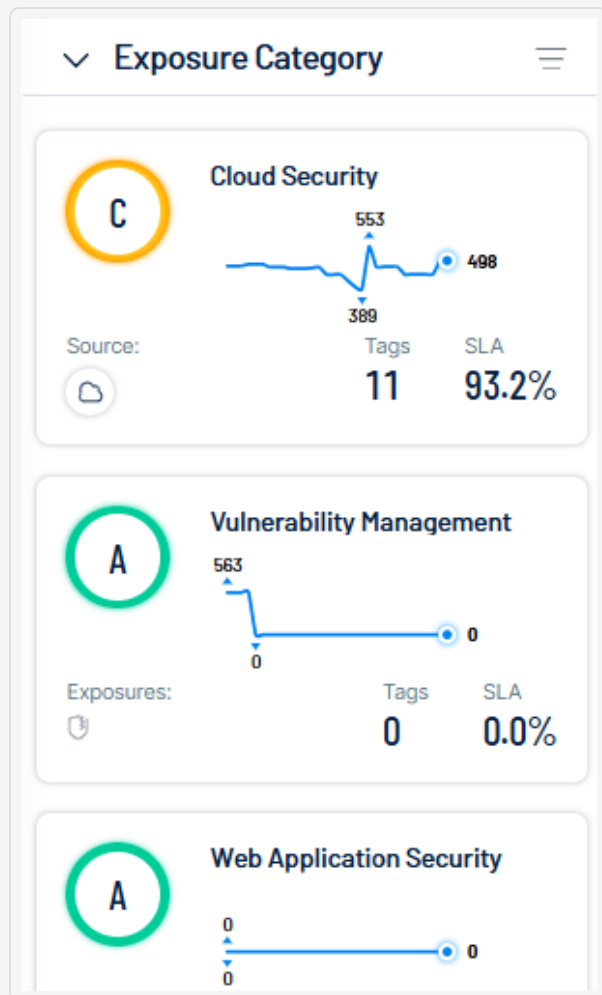 Exposure Category
Cloud Security
C
553
498
389
Source:
Tags
SLA
11
93.2%
Vulnerability Management
A
563
0
0
Exposures:
Tags
SLA
0
0.0%
Web Application Security
A
0
0
0